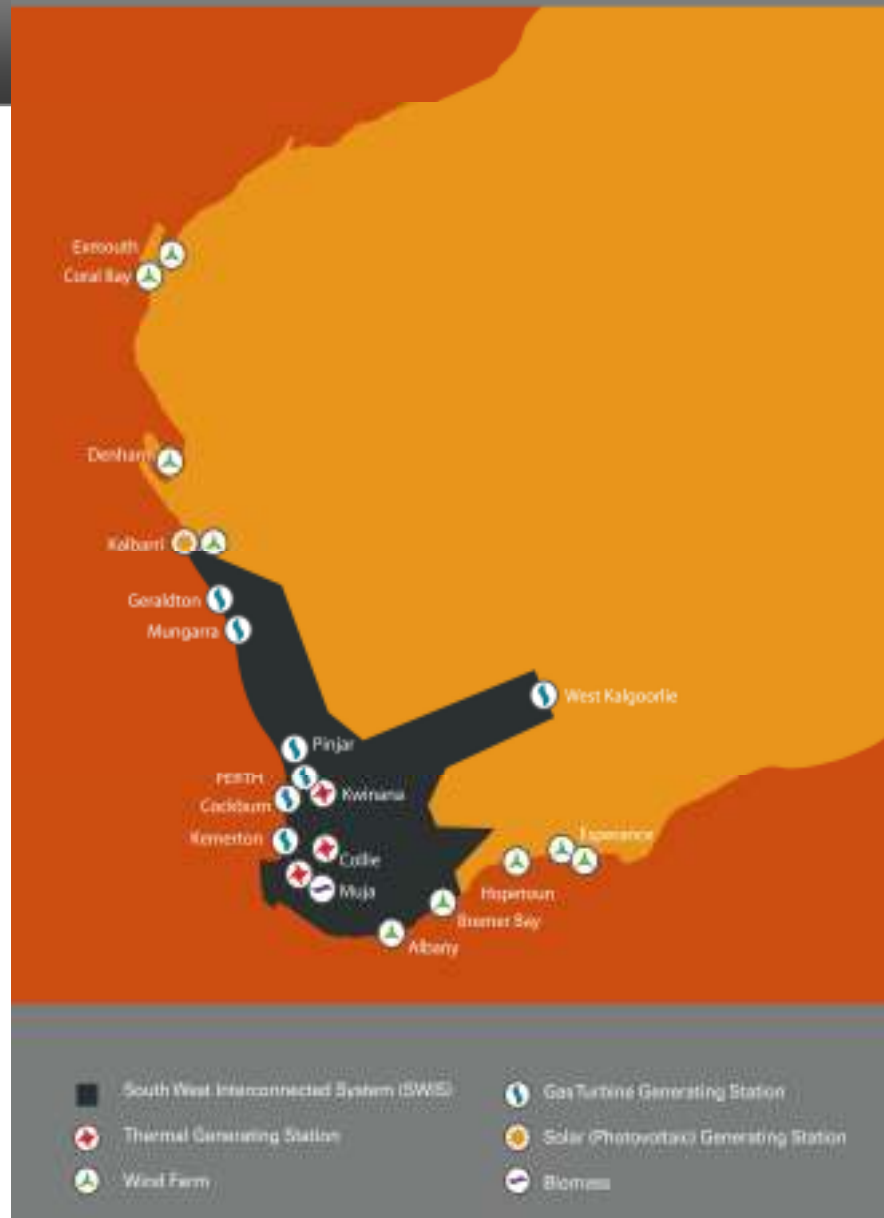 Exmouth
Coral Bay
Denham
Kalbarri
Geraldton
Mungarra
West Kalgoorlie
Pinjar
PERTH
Kwinana
Cockburn
Kemerton
Collie
Esperance
Muja
Hopetoun
Bremer Bay
Albany
South West Interconnected System (SWIS)
Gas Turbine Generating Station
Thermal Generating Station
Solar (Photovoltaic) Generating Station
Wind Farm
Biomass